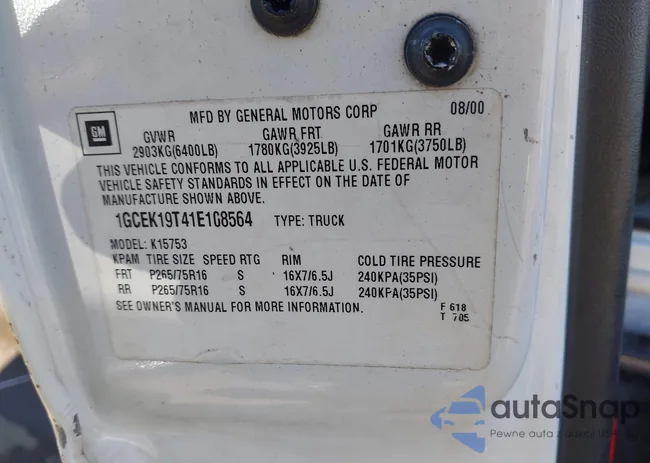 MFD BY GENERAL MOTORS CORP 08/00
GM
GVWR GAWR FRT GAWR RR
2903KG(6400LB) 1780KG(3925LB) 1701KG(3750LB)
THIS VEHICLE CONFORMS TO ALL APPLICABLE U.S. FEDERAL MOTOR
VEHICLE SAFETY STANDARDS IN EFFECT ON THE DATE OF
MANUFACTURE SHOWN ABOVE.
1GCEK19T41E168564 TYPE: TRUCK
MODEL: K15753
KPAM TIRE SIZE SPEED RTG RIM COLD TIRE PRESSURE
FRT P265/75R16 S 16X7/6.5J 240KPA(35PSI)
RR P265/75R16 S 16X7/6.5J 240KPA(35PSI)
SEE OWNER'S MANUAL FOR MORE INFORMATION.
F 618
T 705
autoSnap
Pewne auta z USA